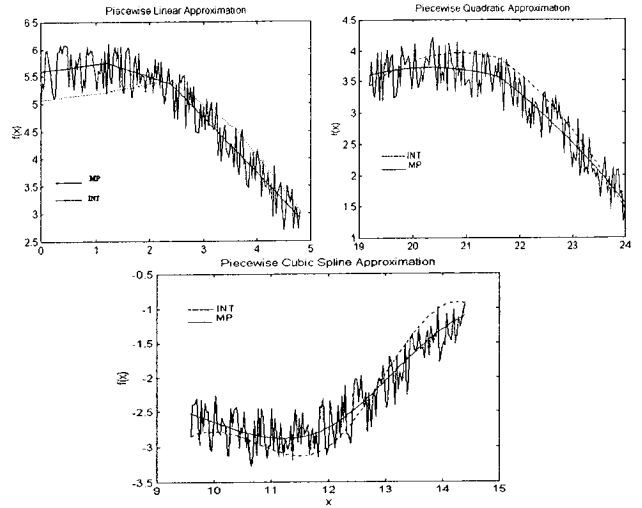 Piecewise Linear Approximation
6.5
6
5.5
5
4.5
4
3.5
3
2.5
f(x)
MP
INT
0 1 2 3 4 5
Piecewise Quadratic Approximation
4.5
4
3.5
3
2.5
2
1.5
1
f(x)
INT
MP
19 20 21 22 23 24
Piecewise Cubic Spline Approximation
-0.5
-1
-1.5
-2
-2.5
-3
-3.5
f(x)
INT
MP
9 10 11 12 13 14 15
x